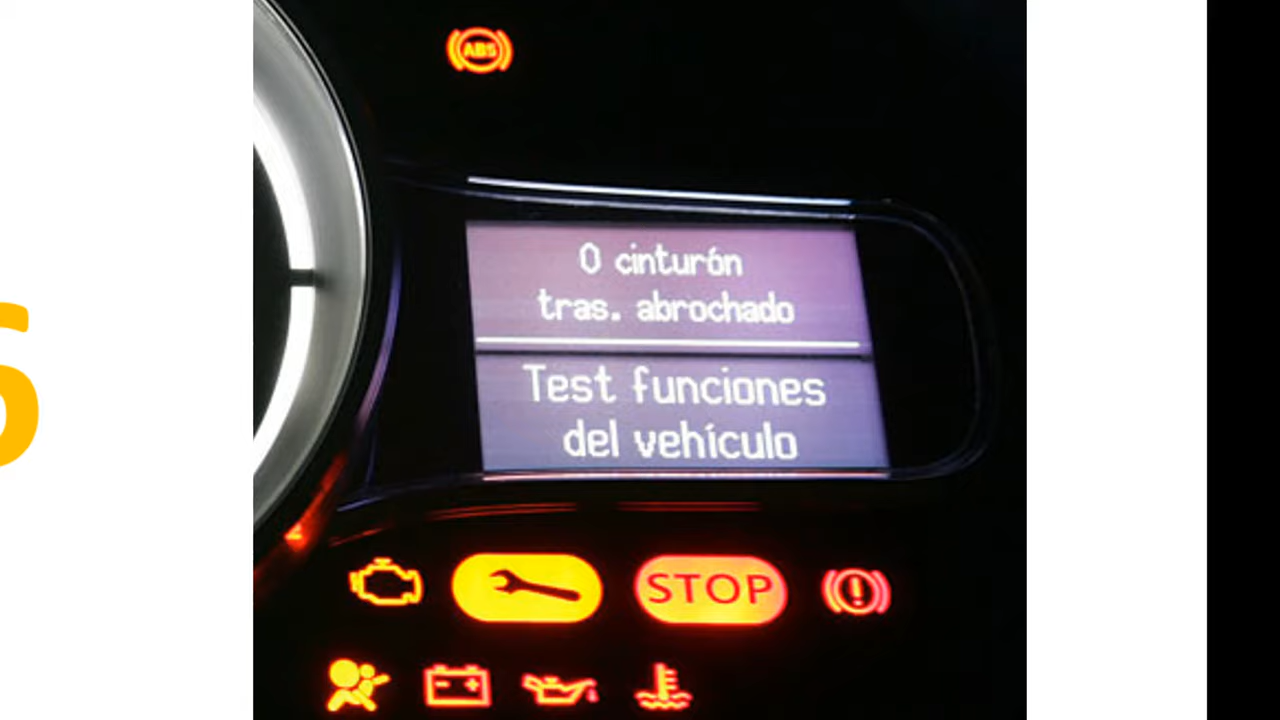 ABS
0 cinturón
tras. abrochado
Test funciones
del vehículo
STOP